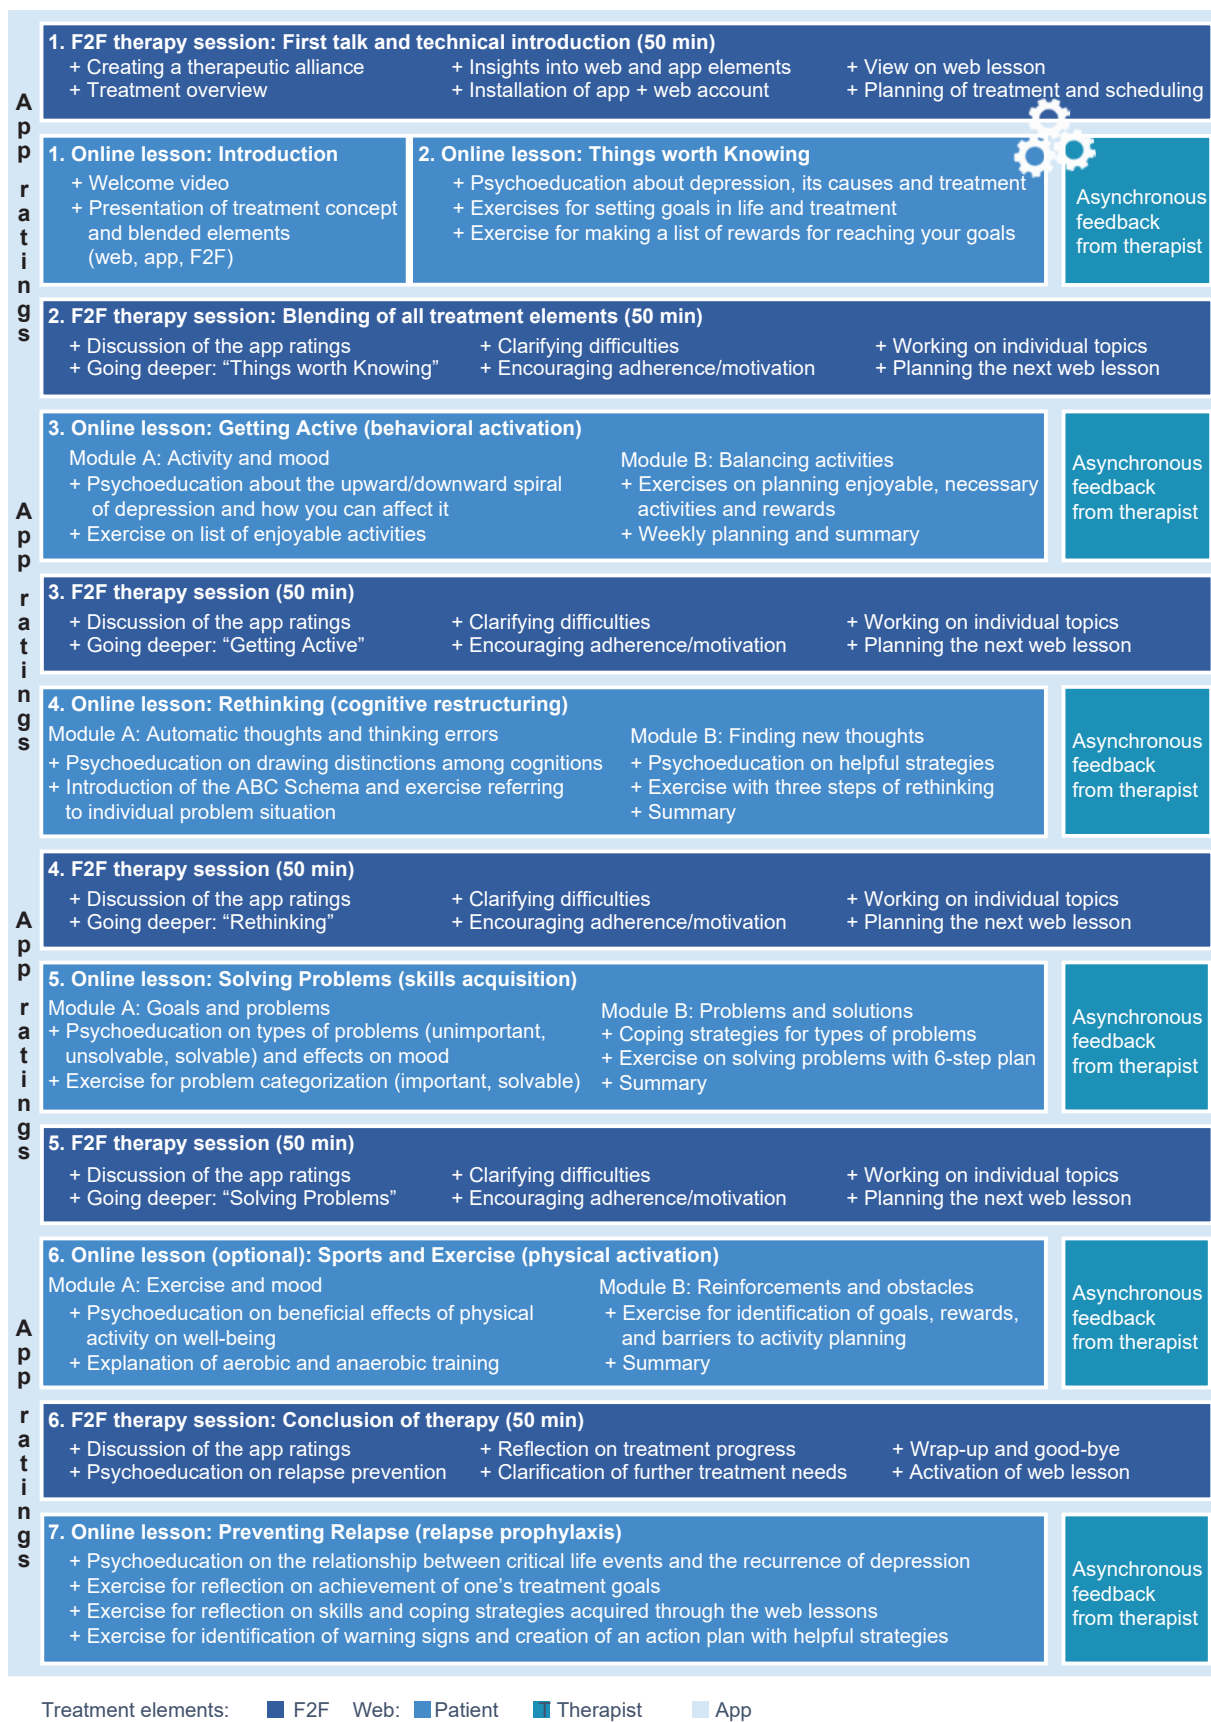 1. F2F therapy session: First talk and technical introduction (50 min)
+ Creating a therapeutic alliance + Insights into web and app elements + View on web lesson
+ Treatment overview + Installation of app + web account + Planning of treatment and scheduling
App ratings
1. Online lesson: Introduction
+ Welcome video
+ Presentation of treatment concept
and blended elements
(web, app, F2F)
2. Online lesson: Things worth Knowing
+ Psychoeducation about depression, its causes and treatment
+ Exercises for setting goals in life and treatment
+ Exercise for making a list of rewards for reaching your goals
Asynchronous
feedback
from therapist
2. F2F therapy session: Blending of all treatment elements (50 min)
+ Discussion of the app ratings + Clarifying difficulties + Working on individual topics
+ Going deeper: “Things worth Knowing” + Encouraging adherence/motivation + Planning the next web lesson
3. Online lesson: Getting Active (behavioral activation)
Module A: Activity and mood
+ Psychoeducation about the upward/downward spiral
of depression and how you can affect it
+ Exercise on list of enjoyable activities
Module B: Balancing activities
+ Exercises on planning enjoyable, necessary
activities and rewards
+ Weekly planning and summary
Asynchronous
feedback
from therapist
App ratings
3. F2F therapy session (50 min)
+ Discussion of the app ratings + Clarifying difficulties + Working on individual topics
+ Going deeper: “Getting Active” + Encouraging adherence/motivation + Planning the next web lesson
4. Online lesson: Rethinking (cognitive restructuring)
Module A: Automatic thoughts and thinking errors
+ Psychoeducation on drawing distinctions among cognitions
+ Introduction of the ABC Schema and exercise referring
to individual problem situation
Module B: Finding new thoughts
+ Psychoeducation on helpful strategies
+ Exercise with three steps of rethinking
+ Summary
Asynchronous
feedback
from therapist
4. F2F therapy session (50 min)
+ Discussion of the app ratings + Clarifying difficulties + Working on individual topics
+ Going deeper: “Rethinking” + Encouraging adherence/motivation + Planning the next web lesson
App ratings
5. Online lesson: Solving Problems (skills acquisition)
Module A: Goals and problems
+ Psychoeducation on types of problems (unimportant,
unsolvable, solvable) and effects on mood
+ Exercise for problem categorization (important, solvable)
Module B: Problems and solutions
+ Coping strategies for types of problems
+ Exercise on solving problems with 6-step plan
+ Summary
Asynchronous
feedback
from therapist
5. F2F therapy session (50 min)
+ Discussion of the app ratings + Clarifying difficulties + Working on individual topics
+ Going deeper: “Solving Problems” + Encouraging adherence/motivation + Planning the next web lesson
6. Online lesson (optional): Sports and Exercise (physical activation)
Module A: Exercise and mood
+ Psychoeducation on beneficial effects of physical
activity on well-being
+ Explanation of aerobic and anaerobic training
Module B: Reinforcements and obstacles
+ Exercise for identification of goals, rewards,
and barriers to activity planning
+ Summary
Asynchronous
feedback
from therapist
App ratings
6. F2F therapy session: Conclusion of therapy (50 min)
+ Discussion of the app ratings + Reflection on treatment progress + Wrap-up and good-bye
+ Psychoeducation on relapse prevention + Clarification of further treatment needs + Activation of web lesson
7. Online lesson: Preventing Relapse (relapse prophylaxis)
+ Psychoeducation on the relationship between critical life events and the recurrence of depression
+ Exercise for reflection on achievement of one’s treatment goals
+ Exercise for reflection on skills and coping strategies acquired through the web lessons
+ Exercise for identification of warning signs and creation of an action plan with helpful strategies
Asynchronous
feedback
from therapist
Treatment elements: F2F Web: Patient T Therapist App